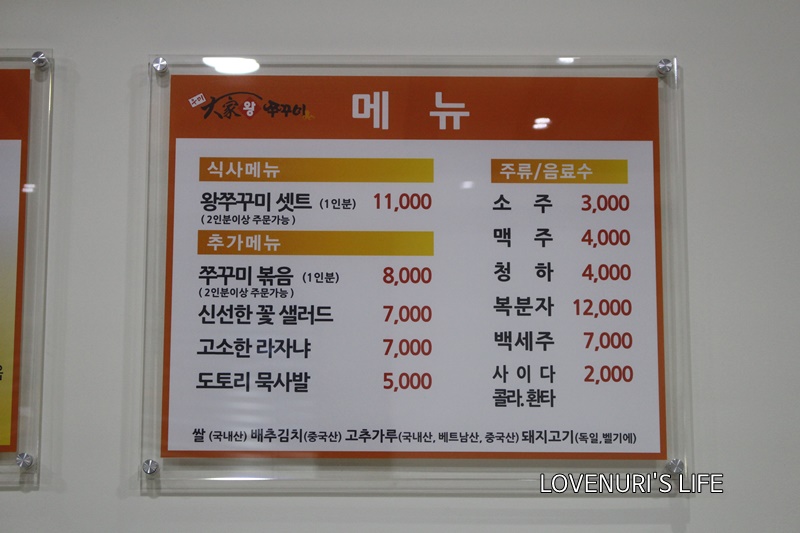 구미 大家왕쭈꾸미
메 뉴
식사메뉴
왕쭈꾸미 셋트 (1인분) 11,000
( 2인분이상 주문가능 )
추가메뉴
쭈꾸미 볶음 (1인분) 8,000
( 2인분이상 주문가능 )
신선한 꽃 샐러드 7,000
고소한 라자냐 7,000
도토리 묵사발 5,000
주류/음료수
소 주 3,000
맥 주 4,000
청 하 4,000
복분자 12,000
백세주 7,000
사 이 다 2,000
콜라.환타
쌀 (국내산) 배추김치(중국산) 고추가루(국내산, 베트남산, 중국산) 돼지고기(독일,벨기에)
LOVENURI'S LIFE